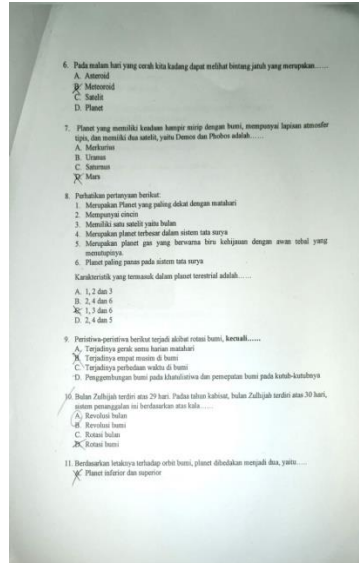 6. Pada malam hari yang cerah kita kadang dapat melihat bintang jatuh yang merupakan……
A. Asteroid
B. Meteoroid
C. Satelit
D. Planet
7. Planet yang memiliki keadaan hampir mirip dengan bumi, mempunyai lapisan atmosfer
tipis, dan memiliki dua satelit, yaitu Demos dan Phobos adalah……
A. Merkurius
B. Uranus
C. Saturnus
D. Mars
8. Perhatikan pertanyaan berikut:
1. Merupakan Planet yang paling dekat dengan matahari
2. Mempunyai cincin
3. Memiliki satu satelit yaitu bulan
4. Merupakan planet terbesar dalam sistem tata surya
5. Merupakan planet gas yang berwarna biru kehijauan dengan awan tebal yang
menutupinya.
6. Planet paling panas pada sistem tata surya
Karakteristik yang termasuk dalam planet terestrial adalah……
A. 1, 2 dan 3
B. 2, 4 dan 6
C. 1, 3 dan 6
D. 2, 4 dan 5
9. Peristiwa-peristiwa berikut terjadi akibat rotasi bumi, kecuali……
A. Terjadinya gerak semu harian matahari
B. Terjadinya empat musim di bumi
C. Terjadinya perbedaan waktu di bumi
D. Penggembungan bumi pada khatulistiwa dan pemepatan bumi pada kutub-kutubnya
10. Bulan Zulhijah terdiri atas 29 hari. Padaa tahun kabisat, bulan Zulhijah terdiri atas 30 hari,
sistem penanggalan ini berdasarkan atas kala……
A. Revolusi bulan
B. Revolusi bumi
C. Rotasi bulan
D. Rotasi bumi
11. Berdasarkan letaknya terhadap orbit bumi, planet dibedakan menjadi dua, yaitu……
A. Planet inferior dan superior